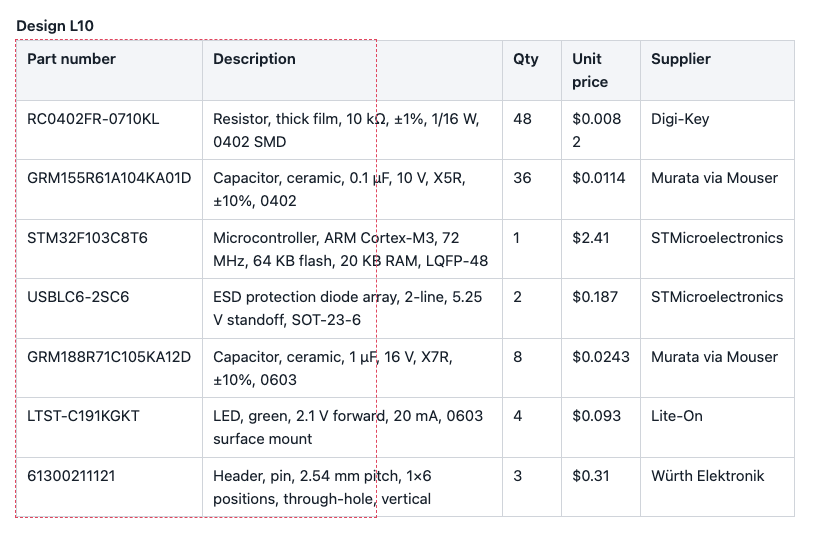 Design L10
Part number Description Qty Unit price Supplier
RC0402FR-0710KL Resistor, thick film, 10 kΩ, ±1%, 1/16 W, 0402 SMD 48 $0.0082 Digi-Key
GRM155R61A104KA01D Capacitor, ceramic, 0.1 µF, 10 V, X5R, ±10%, 0402 36 $0.0114 Murata via Mouser
STM32F103C8T6 Microcontroller, ARM Cortex-M3, 72 MHz, 64 KB flash, 20 KB RAM, LQFP-48 1 $2.41 STMicroelectronics
USBLC6-2SC6 ESD protection diode array, 2-line, 5.25 V standoff, SOT-23-6 2 $0.187 STMicroelectronics
GRM188R71C105KA12D Capacitor, ceramic, 1 µF, 16 V, X7R, ±10%, 0603 8 $0.0243 Murata via Mouser
LTST-C191KGKT LED, green, 2.1 V forward, 20 mA, 0603 surface mount 4 $0.093 Lite-On
61300211121 Header, pin, 2.54 mm pitch, 1×6 positions, through-hole, vertical 3 $0.31 Würth Elektronik